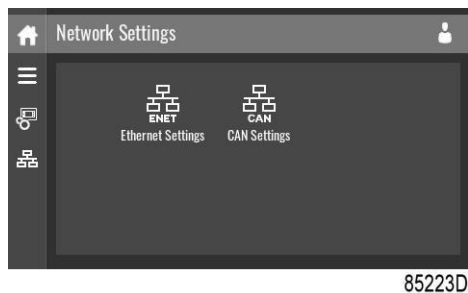 Network Settings
ENET
CAN
Ethernet Settings
CAN Settings
85223D